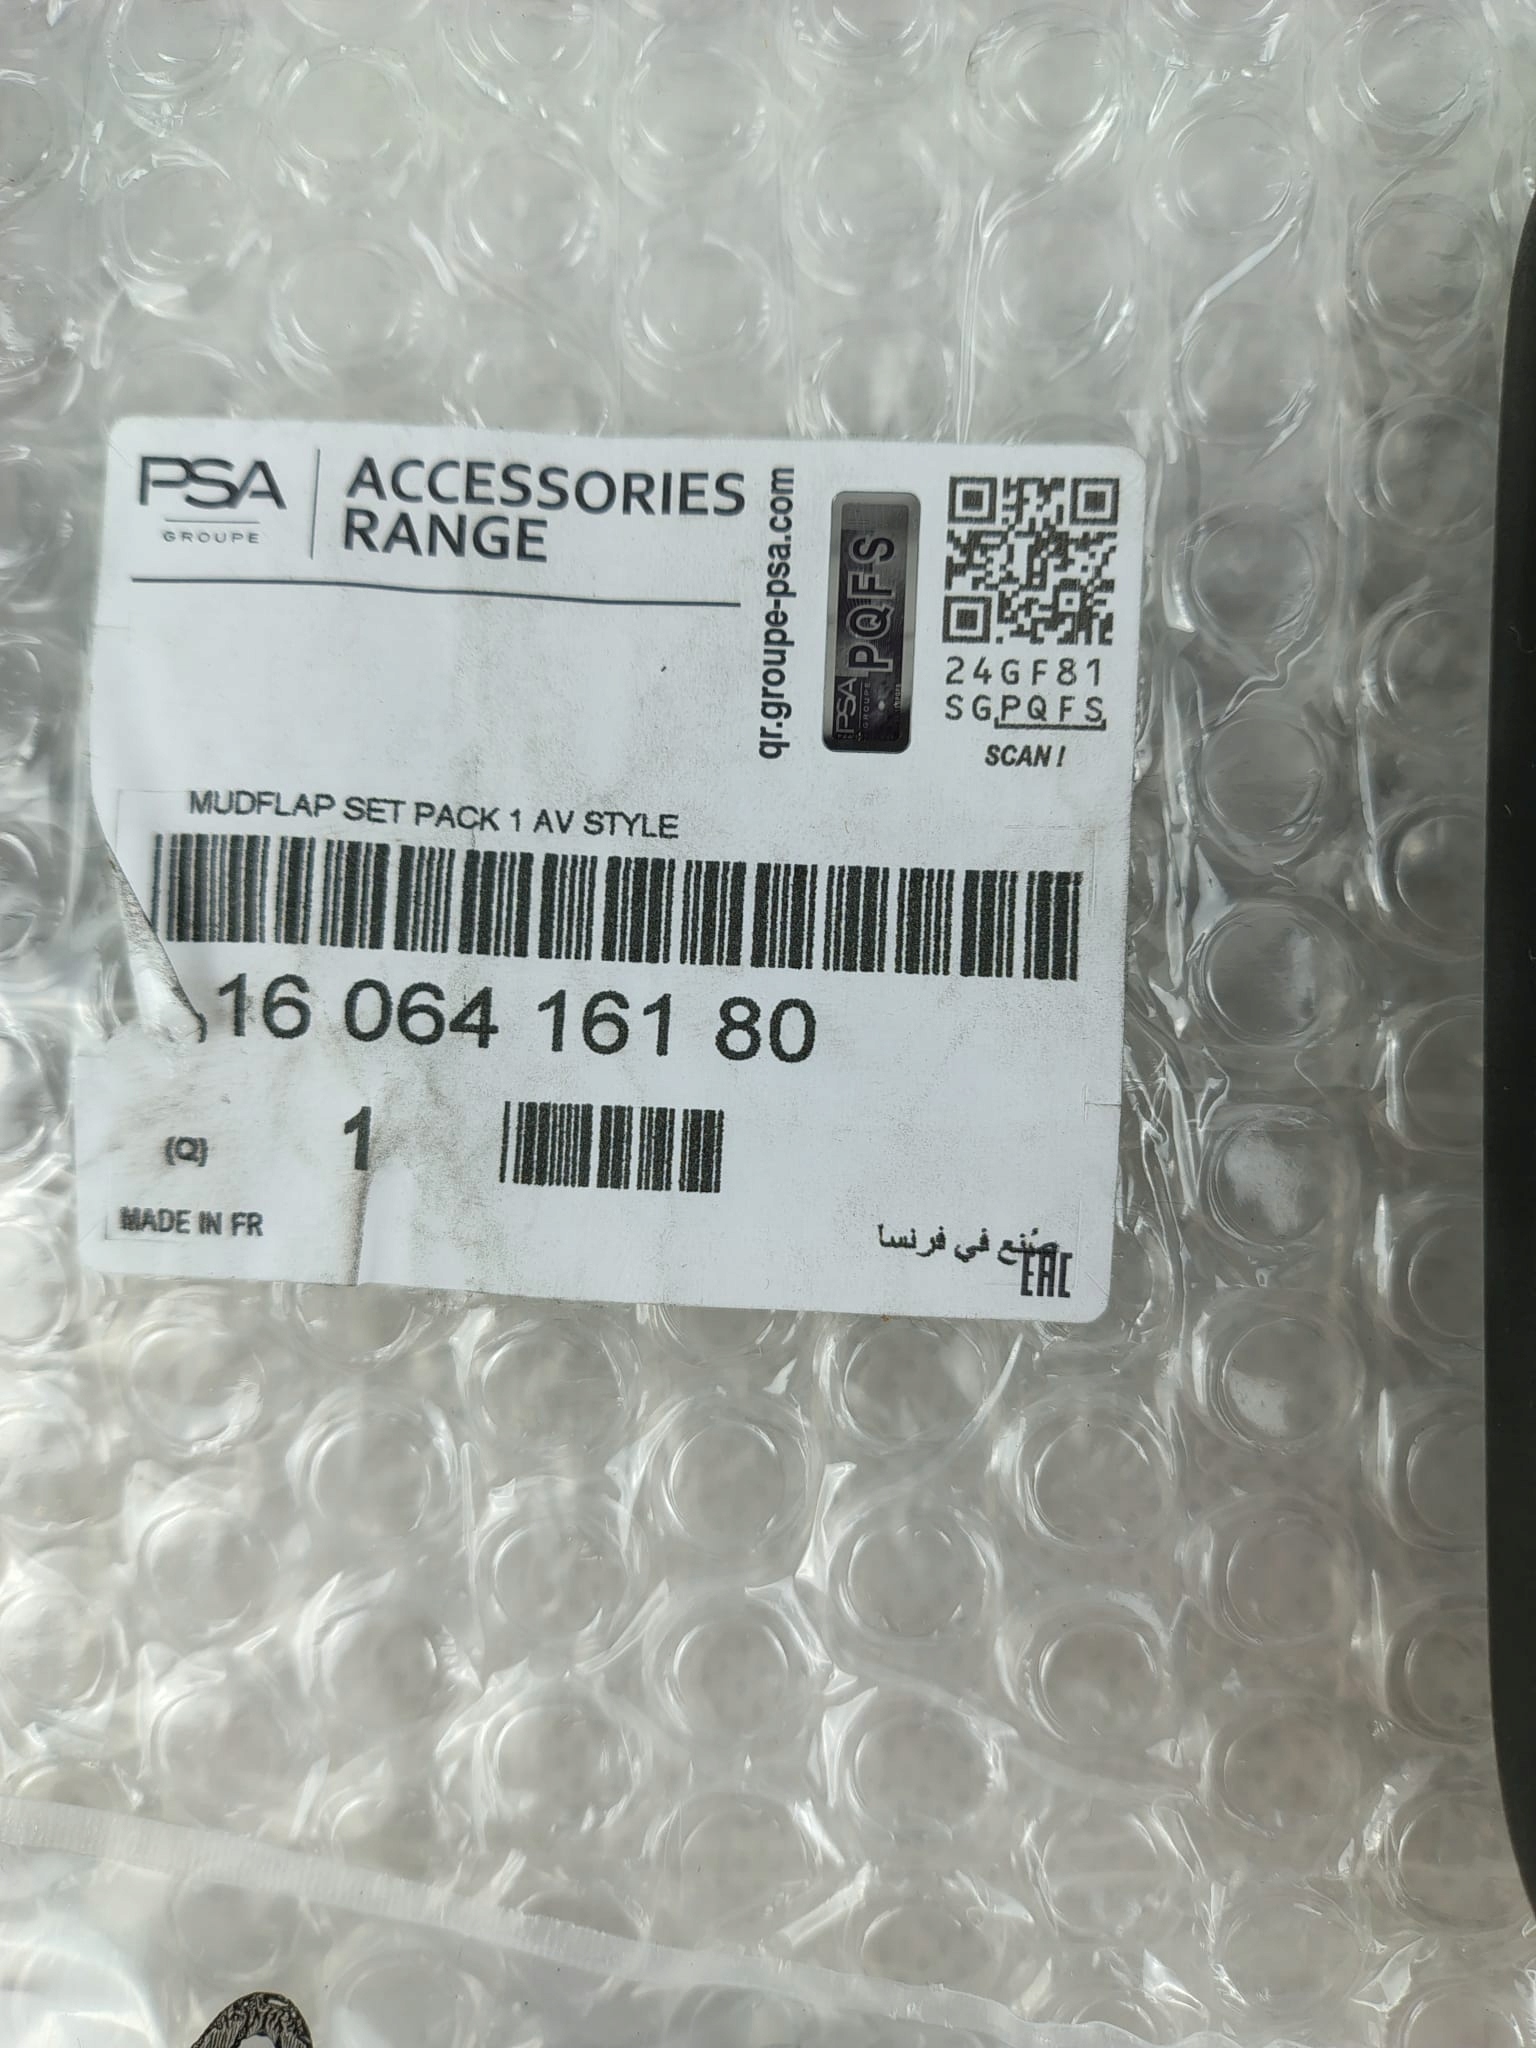 PSA
GROUPE
ACCESSORIES
RANGE
qr.groupe-psa.com
PSA
GROUPE
PQFS
24GF81
SGPQFS
SCAN!
MUDFLAP SET PACK 1 AV STYLE
16 064 161 80
(Q) 1
MADE IN FR
صُنع في فرنسا
EAC